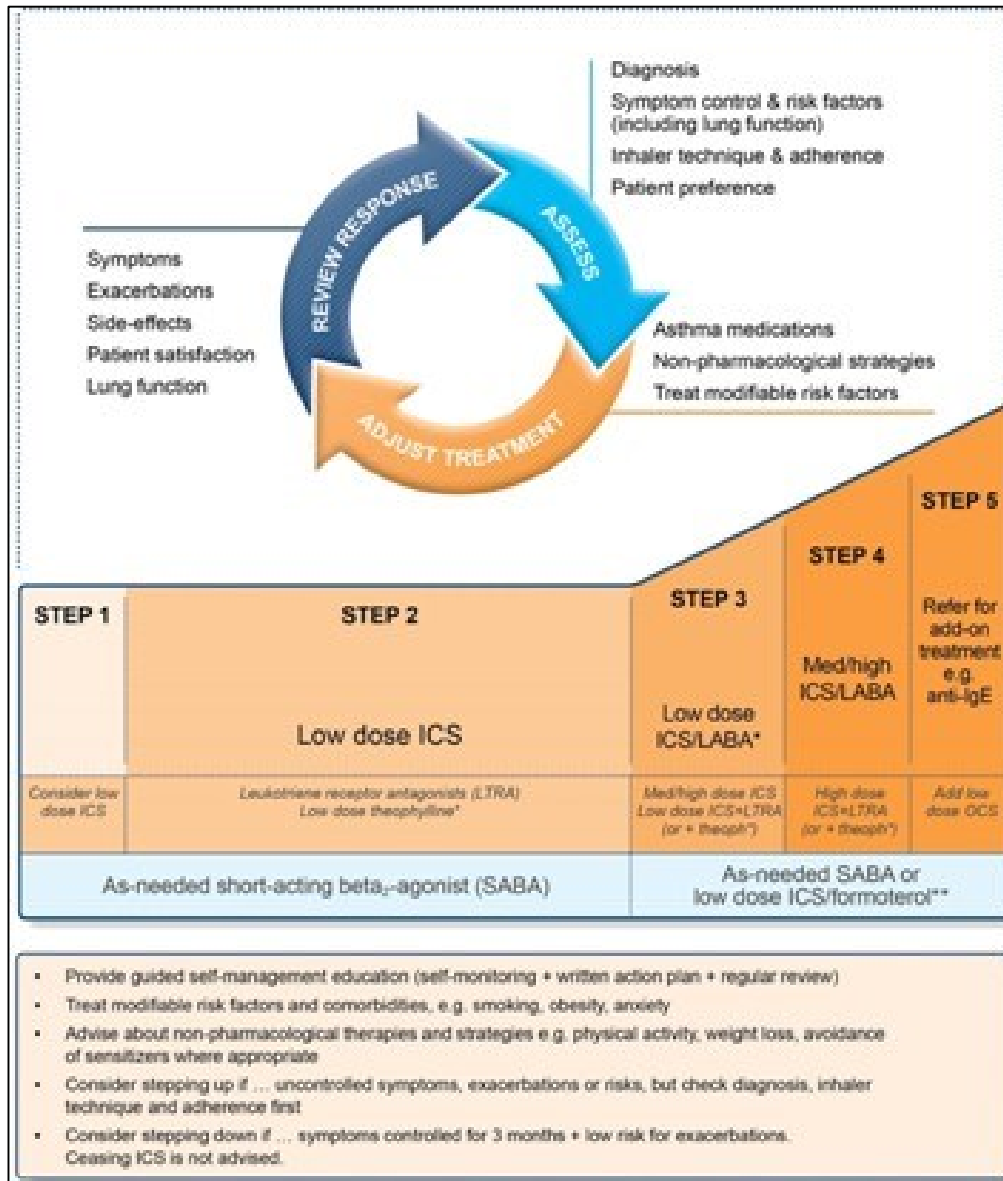 Diagnosis
Symptom control & risk factors
(including lung function)
Inhaler technique & adherence
Patient preference
REVIEW RESPONSE
ASSESS
ADJUST TREATMENT
Symptoms
Exacerbations
Side-effects
Patient satisfaction
Lung function
Asthma medications
Non-pharmacological strategies
Treat modifiable risk factors
STEP 1
STEP 2
Low dose ICS
STEP 3
Low dose
ICS/LABA*
STEP 4
Med/high
ICS/LABA
STEP 5
Refer for
add-on
treatment
e.g.
anti-IgE
Consider low
dose ICS
Leukotriene receptor antagonists (LTRA)
Low dose theophylline*
Med/high dose ICS
Low dose ICS+LTRA
(or + theoph*)
High dose
ICS+LTRA
(or + theoph*)
Add low
dose OCS
As-needed short-acting beta₂-agonist (SABA)
As-needed SABA or
low dose ICS/formoterol**
• Provide guided self-management education (self-monitoring + written action plan + regular review)
• Treat modifiable risk factors and comorbidities, e.g. smoking, obesity, anxiety
• Advise about non-pharmacological therapies and strategies e.g. physical activity, weight loss, avoidance
of sensitizers where appropriate
• Consider stepping up if … uncontrolled symptoms, exacerbations or risks, but check diagnosis, inhaler
technique and adherence first
• Consider stepping down if … symptoms controlled for 3 months + low risk for exacerbations.
Ceasing ICS is not advised.